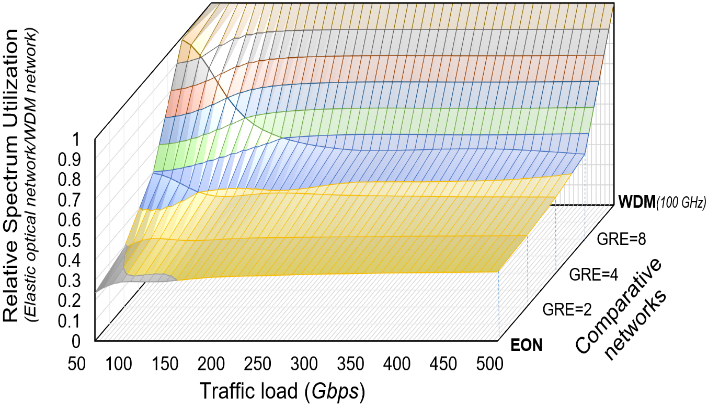 Relative Spectrum Utilization
(Elastic optical network/WDM network)
1
0.9
0.8
0.7
0.6
0.5
0.4
0.3
0.2
0.1
0
50 100 150 200 250 300 350 400 450 500
Traffic load (Gbps)
WDM(100 GHz)
GRE=8
GRE=4
GRE=2
EON
Comparative
networks